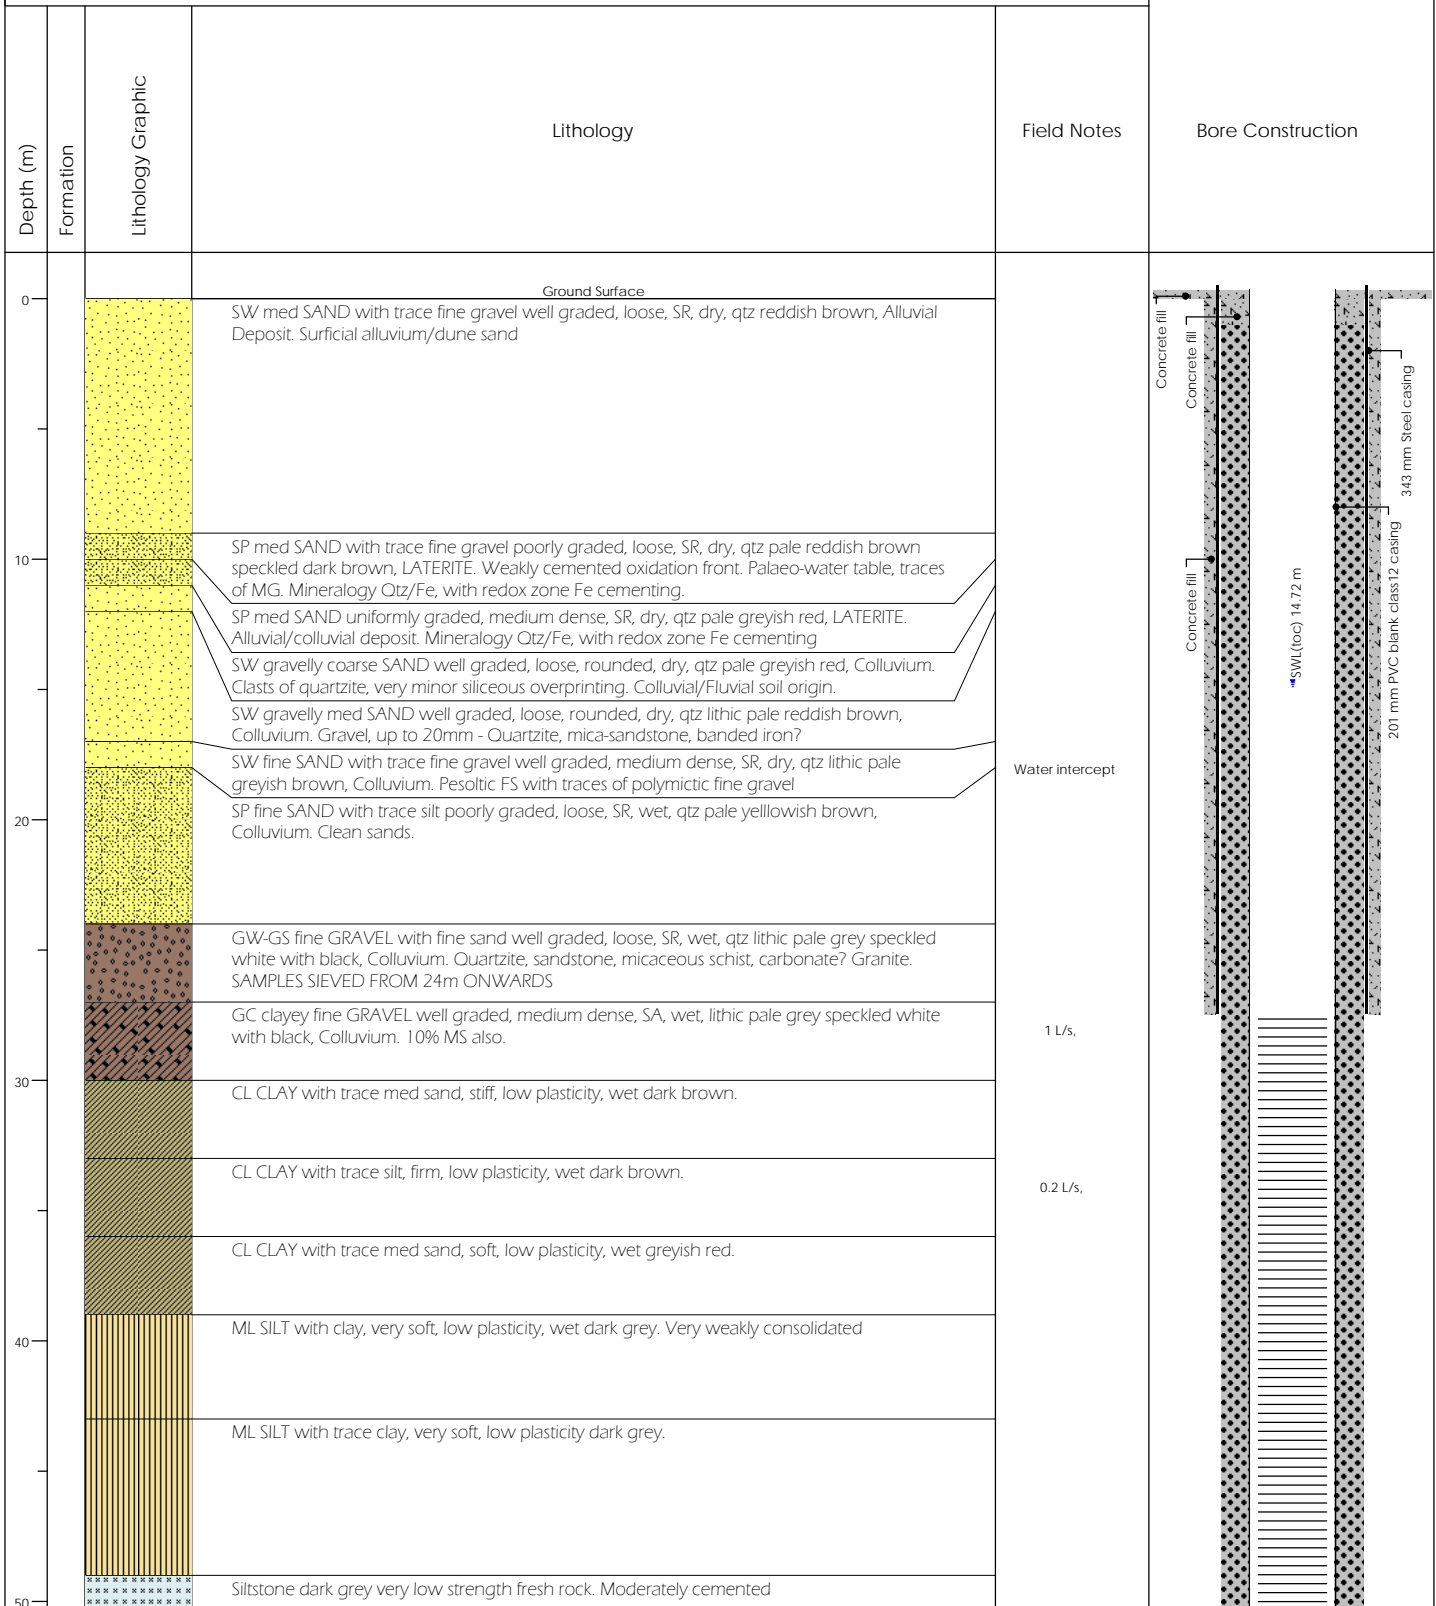 Depth (m)
Formation
Lithology Graphic
Lithology
Field Notes
Bore Construction
Ground Surface
0
SW med SAND with trace fine gravel well graded, loose, SR, dry, qtz reddish brown, Alluvial
Deposit. Surficial alluvium/dune sand
SP med SAND with trace fine gravel poorly graded, loose, SR, dry, qtz pale reddish brown
speckled dark brown, LATERITE. Weakly cemented oxidation front. Palaeo-water table, traces
of MG. Mineralogy Qtz/Fe, with redox zone Fe cementing.
10
SP med SAND uniformly graded, medium dense, SR, dry, qtz pale greyish red, LATERITE.
Alluvial/colluvial deposit. Mineralogy Qtz/Fe, with redox zone Fe cementing
SW gravelly coarse SAND well graded, loose, rounded, dry, qtz pale greyish red, Colluvium.
Clasts of quartzite, very minor siliceous overprinting. Colluvial/Fluvial soil origin.
SW gravelly med SAND well graded, loose, rounded, dry, qtz lithic pale reddish brown,
Colluvium. Gravel, up to 20mm - Quartzite, mica-sandstone, banded iron?
SW fine SAND with trace fine gravel well graded, medium dense, SR, dry, qtz lithic pale
greyish brown, Colluvium. Pesoltic FS with traces of polymictic fine gravel
Water intercept
SP fine SAND with trace silt poorly graded, loose, SR, wet, qtz pale yelllowish brown,
Colluvium. Clean sands.
20
GW-GS fine GRAVEL with fine sand well graded, loose, SR, wet, qtz lithic pale grey speckled
white with black, Colluvium. Quartzite, sandstone, micaceous schist, carbonate? Granite.
SAMPLES SIEVED FROM 24m ONWARDS
GC clayey fine GRAVEL well graded, medium dense, SA, wet, lithic pale grey speckled white
with black, Colluvium. 10% MS also.
1 L/s,
30
CL CLAY with trace med sand, stiff, low plasticity, wet dark brown.
CL CLAY with trace silt, firm, low plasticity, wet dark brown.
0.2 L/s,
CL CLAY with trace med sand, soft, low plasticity, wet greyish red.
ML SILT with clay, very soft, low plasticity, wet dark grey. Very weakly consolidated
40
ML SILT with trace clay, very soft, low plasticity dark grey.
Siltstone dark grey very low strength fresh rock. Moderately cemented
50
Concrete fill
Concrete fill
Concrete fill
SWL(toc) 14.72 m
343 mm Steel casing
201 mm PVC blank class12 casing